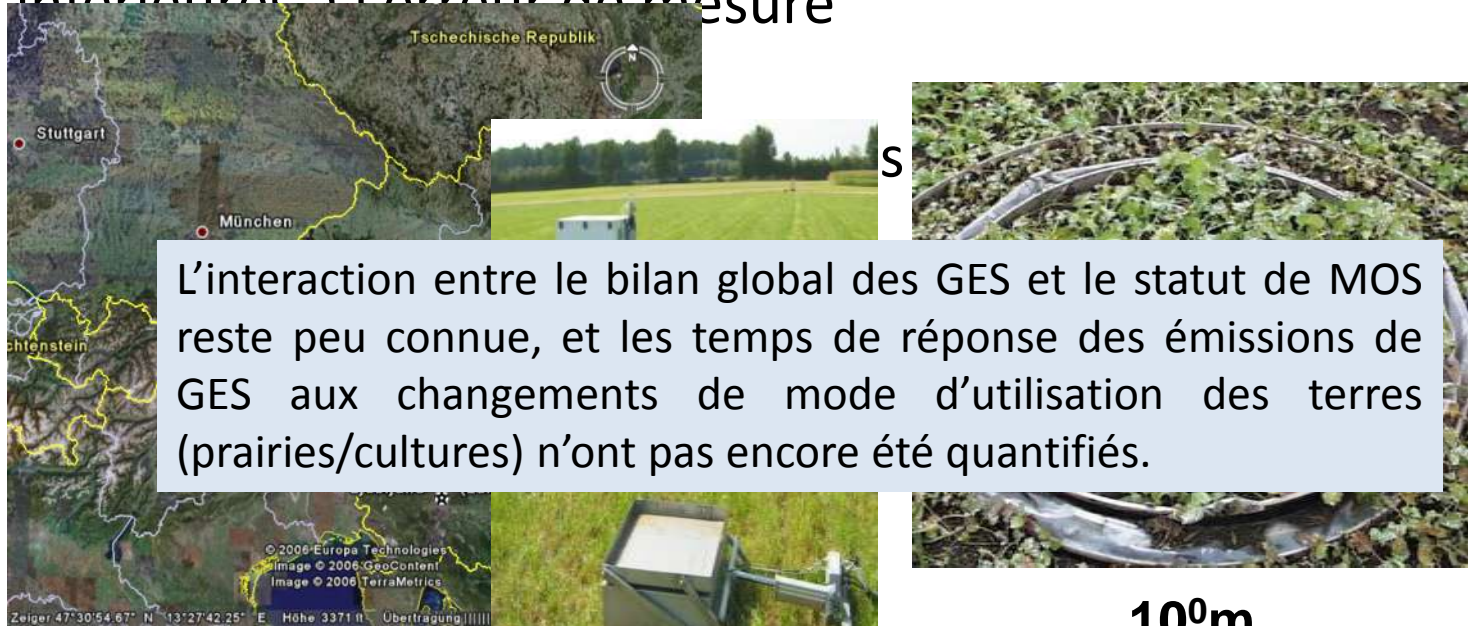 mesure
Tschechische Republik
N
Stuttgart
s
München
L’interaction entre le bilan global des GES et le statut de MOS
reste peu connue, et les temps de réponse des émissions de
GES aux changements de mode d’utilisation des terres
(prairies/cultures) n’ont pas encore été quantifiés.
chtenstein
© 2006 Europa Technologies
Image © 2006 GeoContent
Image © 2006 TerraMetrics
Zeiger 47°30'54.67" N 13°27'42.25" E Höhe 3371 ft Übertragung
10⁰m